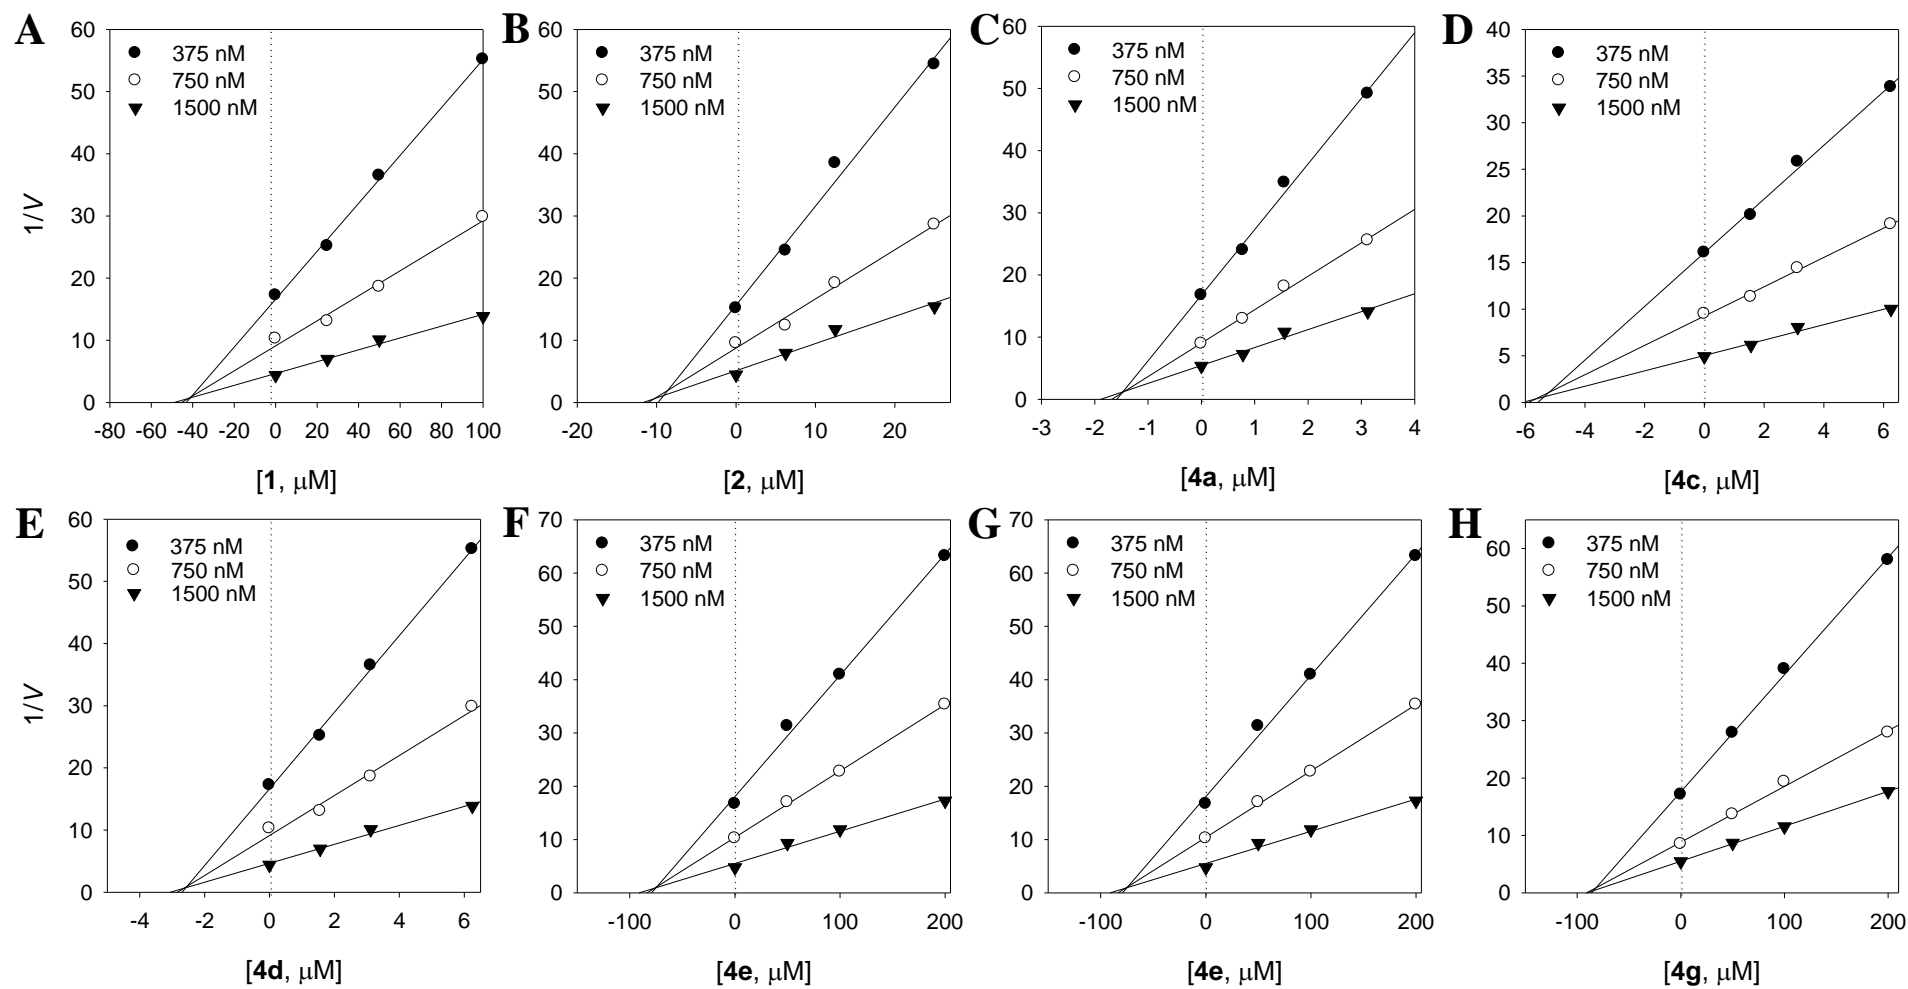 A
60
50
40
30
20
10
0
1/V
375 nM
750 nM
1500 nM
-80 -60 -40 -20 0 20 40 60 80 100
[1, μM]
B
60
50
40
30
20
10
0
375 nM
750 nM
1500 nM
-20 -10 0 10 20
[2, μM]
C
60
50
40
30
20
10
0
375 nM
750 nM
1500 nM
-3 -2 -1 0 1 2 3 4
[4a, μM]
D
40
35
30
25
20
15
10
5
0
375 nM
750 nM
1500 nM
-6 -4 -2 0 2 4 6
[4c, μM]
E
60
50
40
30
20
10
0
1/V
375 nM
750 nM
1500 nM
-4 -2 0 2 4 6
[4d, μM]
F
70
60
50
40
30
20
10
0
375 nM
750 nM
1500 nM
-100 0 100 200
[4e, μM]
G
70
60
50
40
30
20
10
0
375 nM
750 nM
1500 nM
-100 0 100 200
[4e, μM]
H
60
50
40
30
20
10
0
375 nM
750 nM
1500 nM
-100 0 100 200
[4g, μM]